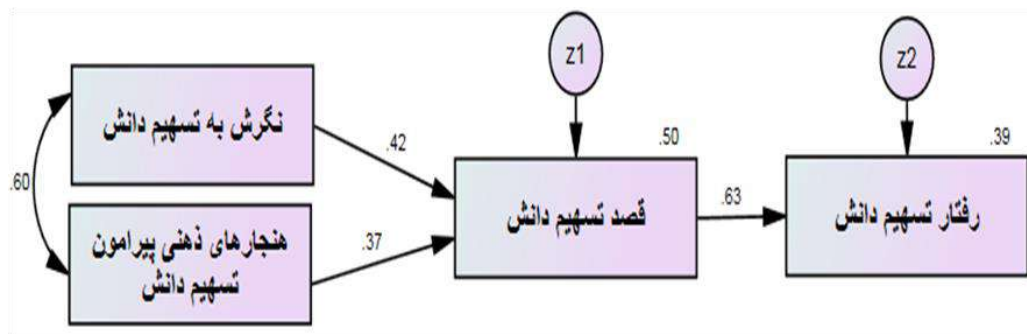 z1
z2
نگرش به تسهیم دانش
.50
.39
.42
.60
قصد تسهیم دانش
.63
رفتار تسهیم دانش
هنجارهای ذهنی پیرامون
تسهیم دانش
.37